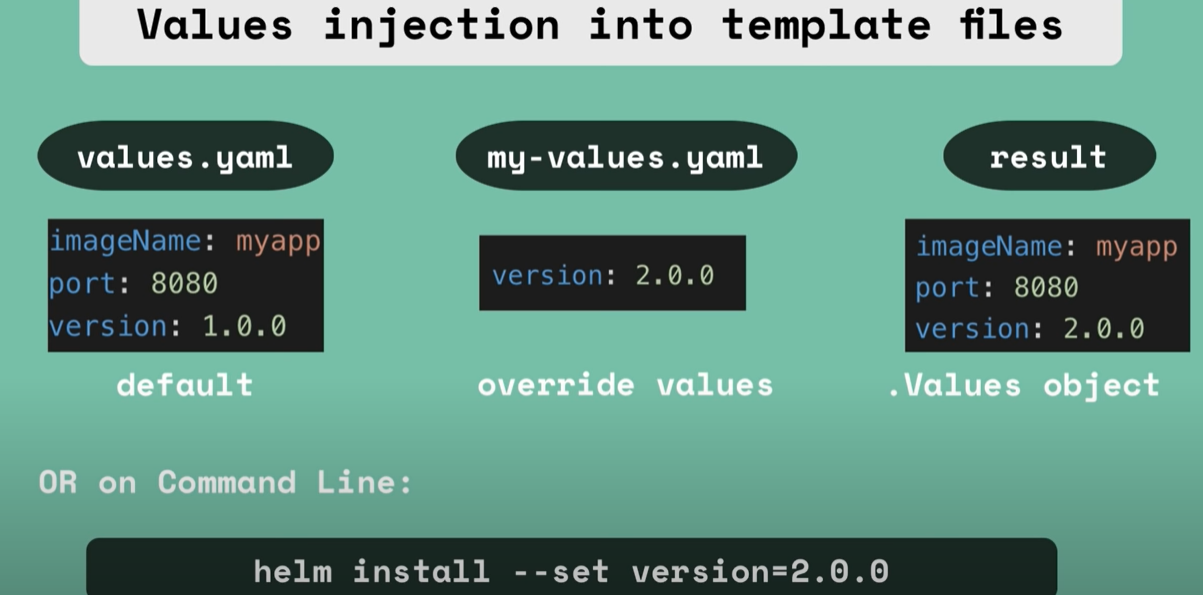 Values injection into template files
values.yaml
my-values.yaml
result
imageName: myapp
port: 8080
version: 1.0.0
version: 2.0.0
imageName: myapp
port: 8080
version: 2.0.0
default
override values
.Values object
OR on Command Line:
helm install --set version=2.0.0